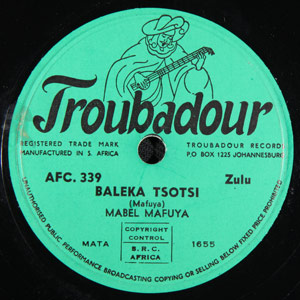 Troubadour
REGISTERED TRADE MARK TROUBADOUR RECORDS
MANUFACTURED IN S. AFRICA PO BOX 1225 JOHANNESBURG
AFC. 339 Zulu
BALEKA TSOTSI
(Mafuya)
MABEL MAFUYA
COPYRIGHT
CONTROL
MATA B.R.C. 1655
AFRICA
UNAUTHORISED PUBLIC PERFORMANCE BROADCASTING COPYING OR SELLING BELOW FIXED PRICE PROHIBITED